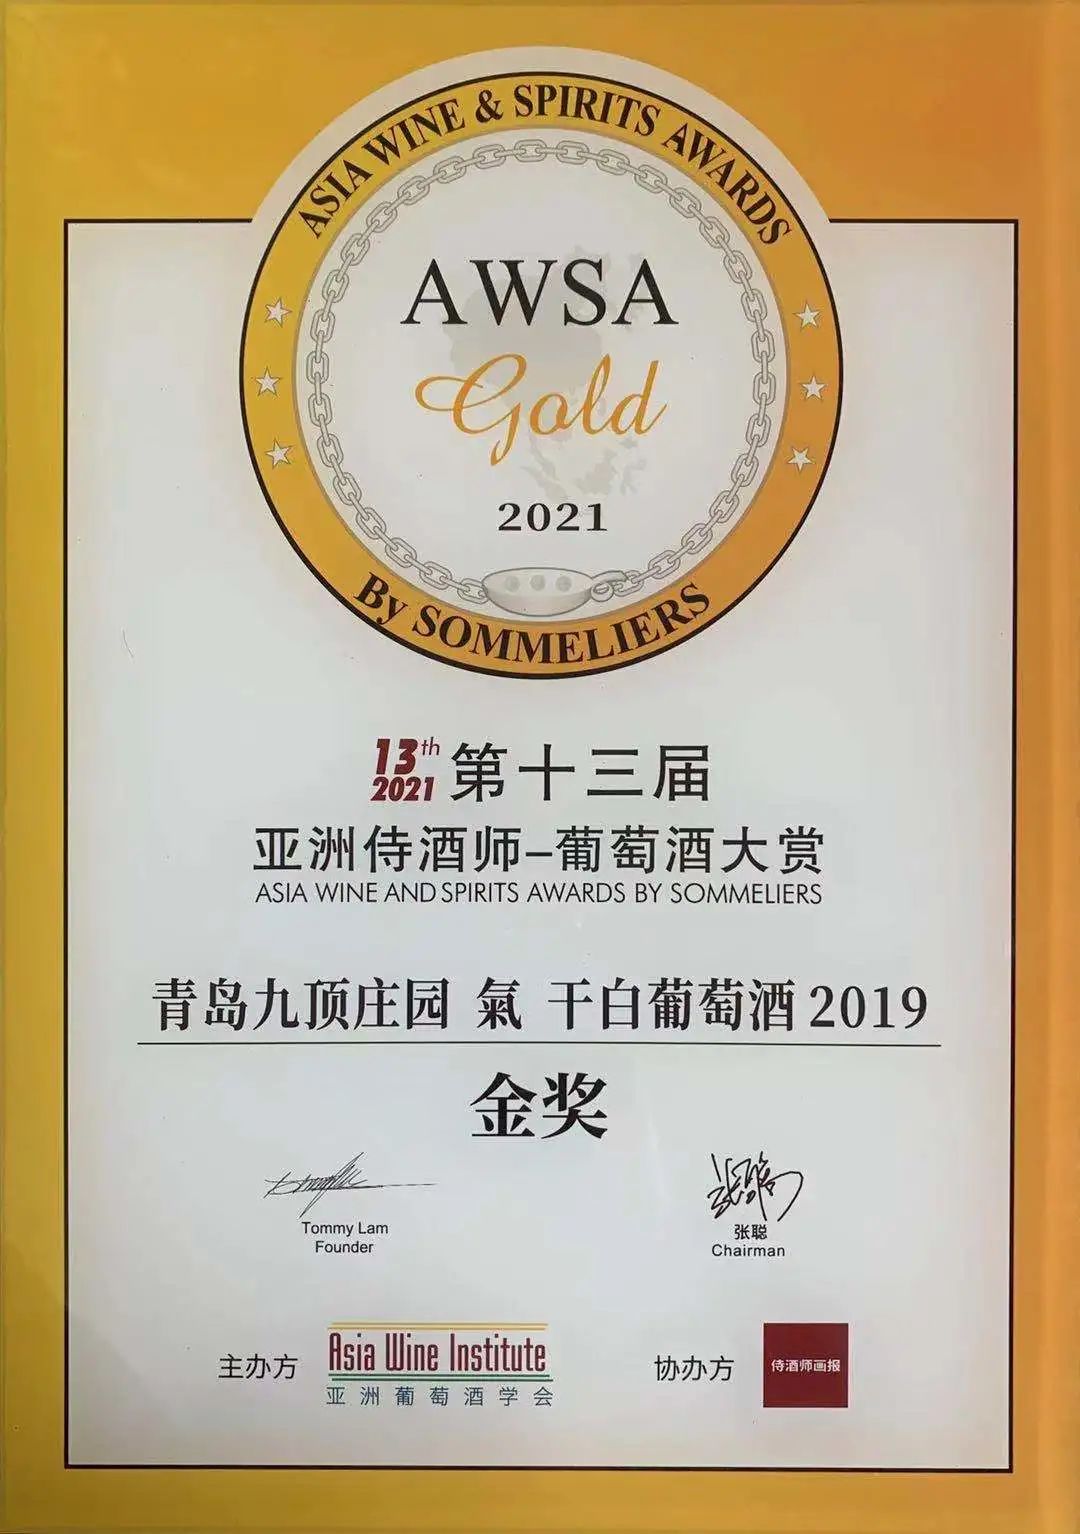 ASIA WINE & SPIRITS AWARDS
AWSA
Gold
2021
By SOMMELIERS
13th 2021 第十三届
亚洲侍酒师-葡萄酒大赏
ASIA WINE AND SPIRITS AWARDS BY SOMMELIERS
青岛九顶庄园 氣 干白葡萄酒 2019
金奖
Tommy Lam
Founder
张聪
Chairman
主办方
Asia Wine Institute
亚洲葡萄酒学会
协办方
侍酒师画报